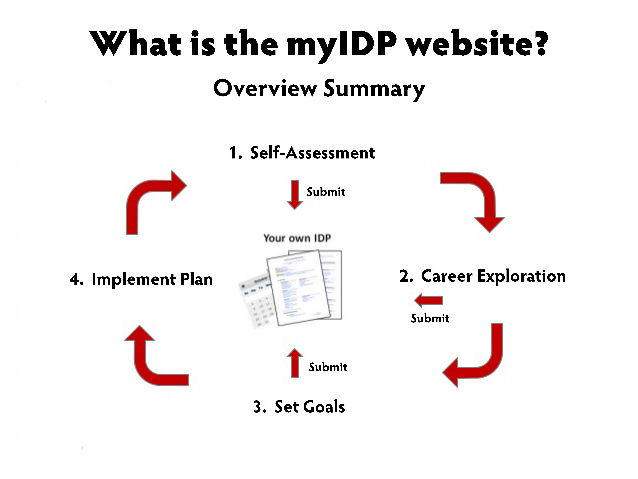 What is the myIDP website?
Overview Summary
1. Self-Assessment
Submit
Your own IDP
4. Implement Plan
2. Career Exploration
Submit
Submit
3. Set Goals